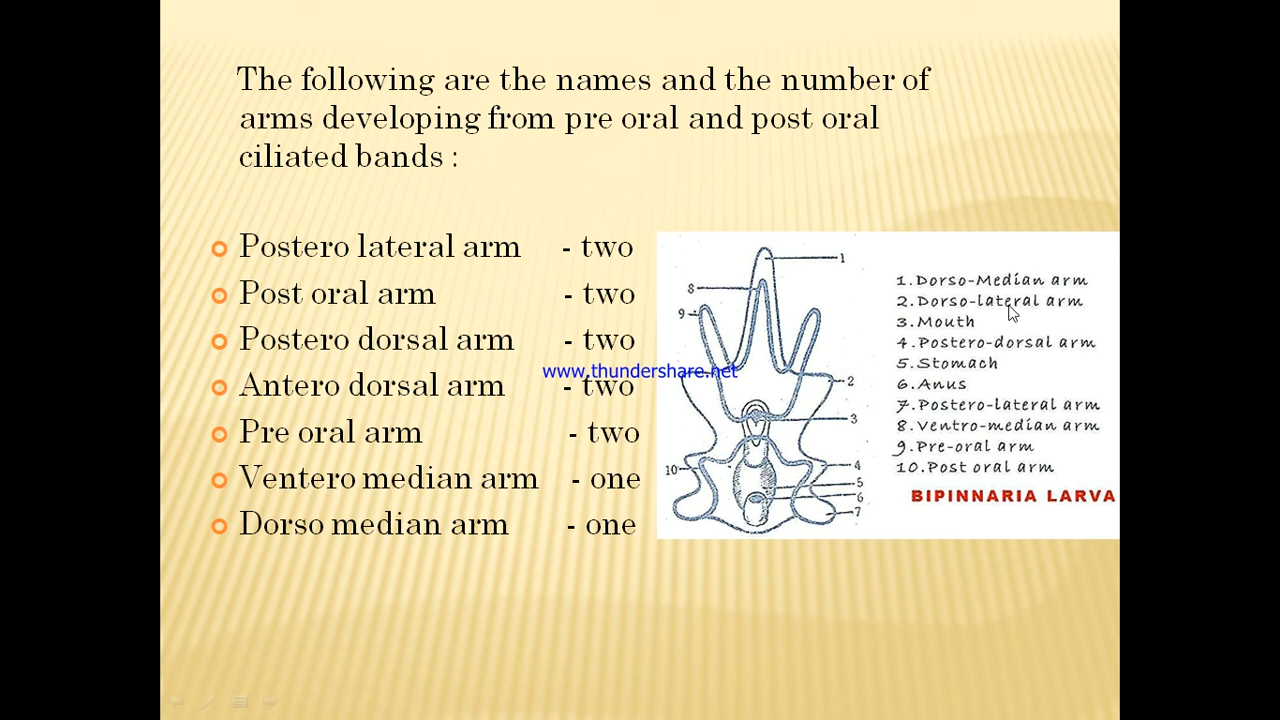 The following are the names and the number of
arms developing from pre oral and post oral
ciliated bands :
Postero lateral arm - two
Post oral arm - two
Postero dorsal arm - two
Antero dorsal arm - two
Pre oral arm - two
Ventero median arm - one
Dorso median arm - one
www.thundershare.net
1
8
9
2
3
10
4
5
6
7
1.Dorso-Median arm
2.Dorso-lateral arm
3.Mouth
4.Postero-dorsal arm
5.Stomach
6.Anus
7.Postero-lateral arm
8.Ventro-median arm
9.Pre-oral arm
10.Post oral arm
BIPINNARIA LARVA